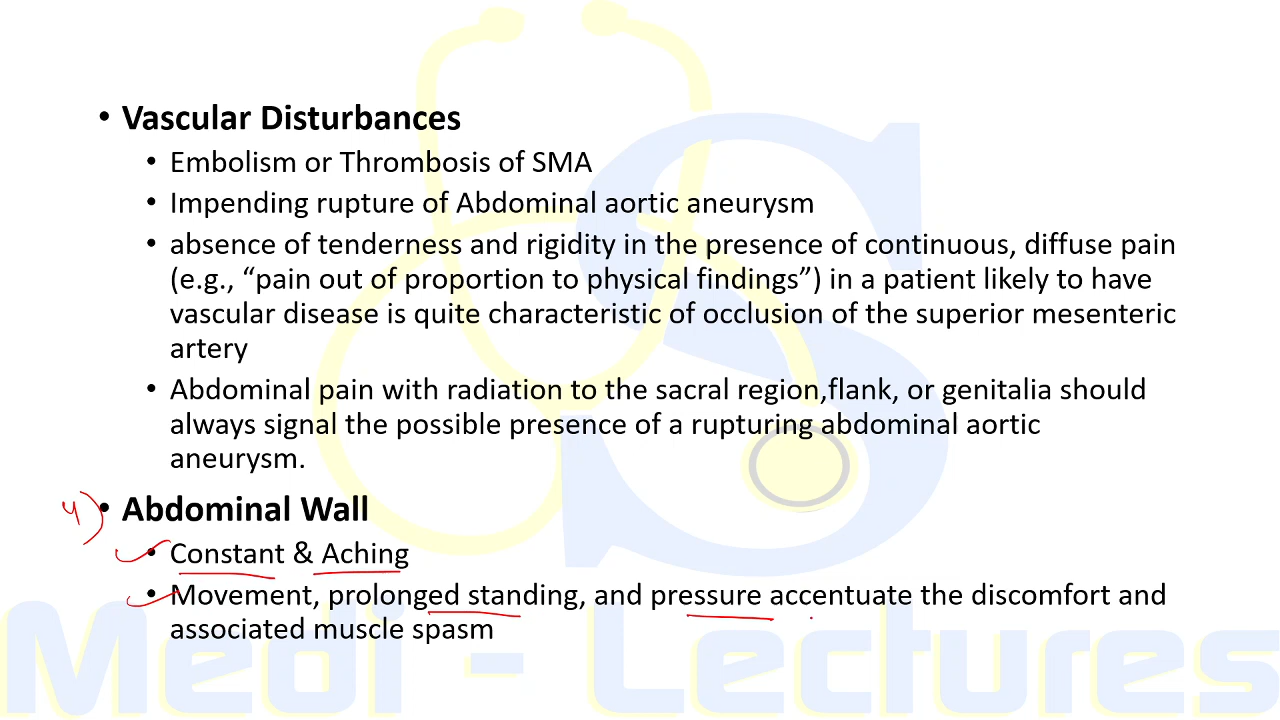 • Vascular Disturbances
• Embolism or Thrombosis of SMA
• Impending rupture of Abdominal aortic aneurysm
• absence of tenderness and rigidity in the presence of continuous, diffuse pain
(e.g., “pain out of proportion to physical findings”) in a patient likely to have
vascular disease is quite characteristic of occlusion of the superior mesenteric
artery
• Abdominal pain with radiation to the sacral region,flank, or genitalia should
always signal the possible presence of a rupturing abdominal aortic
aneurysm.
4) • Abdominal Wall
• Constant & Aching
• Movement, prolonged standing, and pressure accentuate the discomfort and
associated muscle spasm
Medi - Lectures